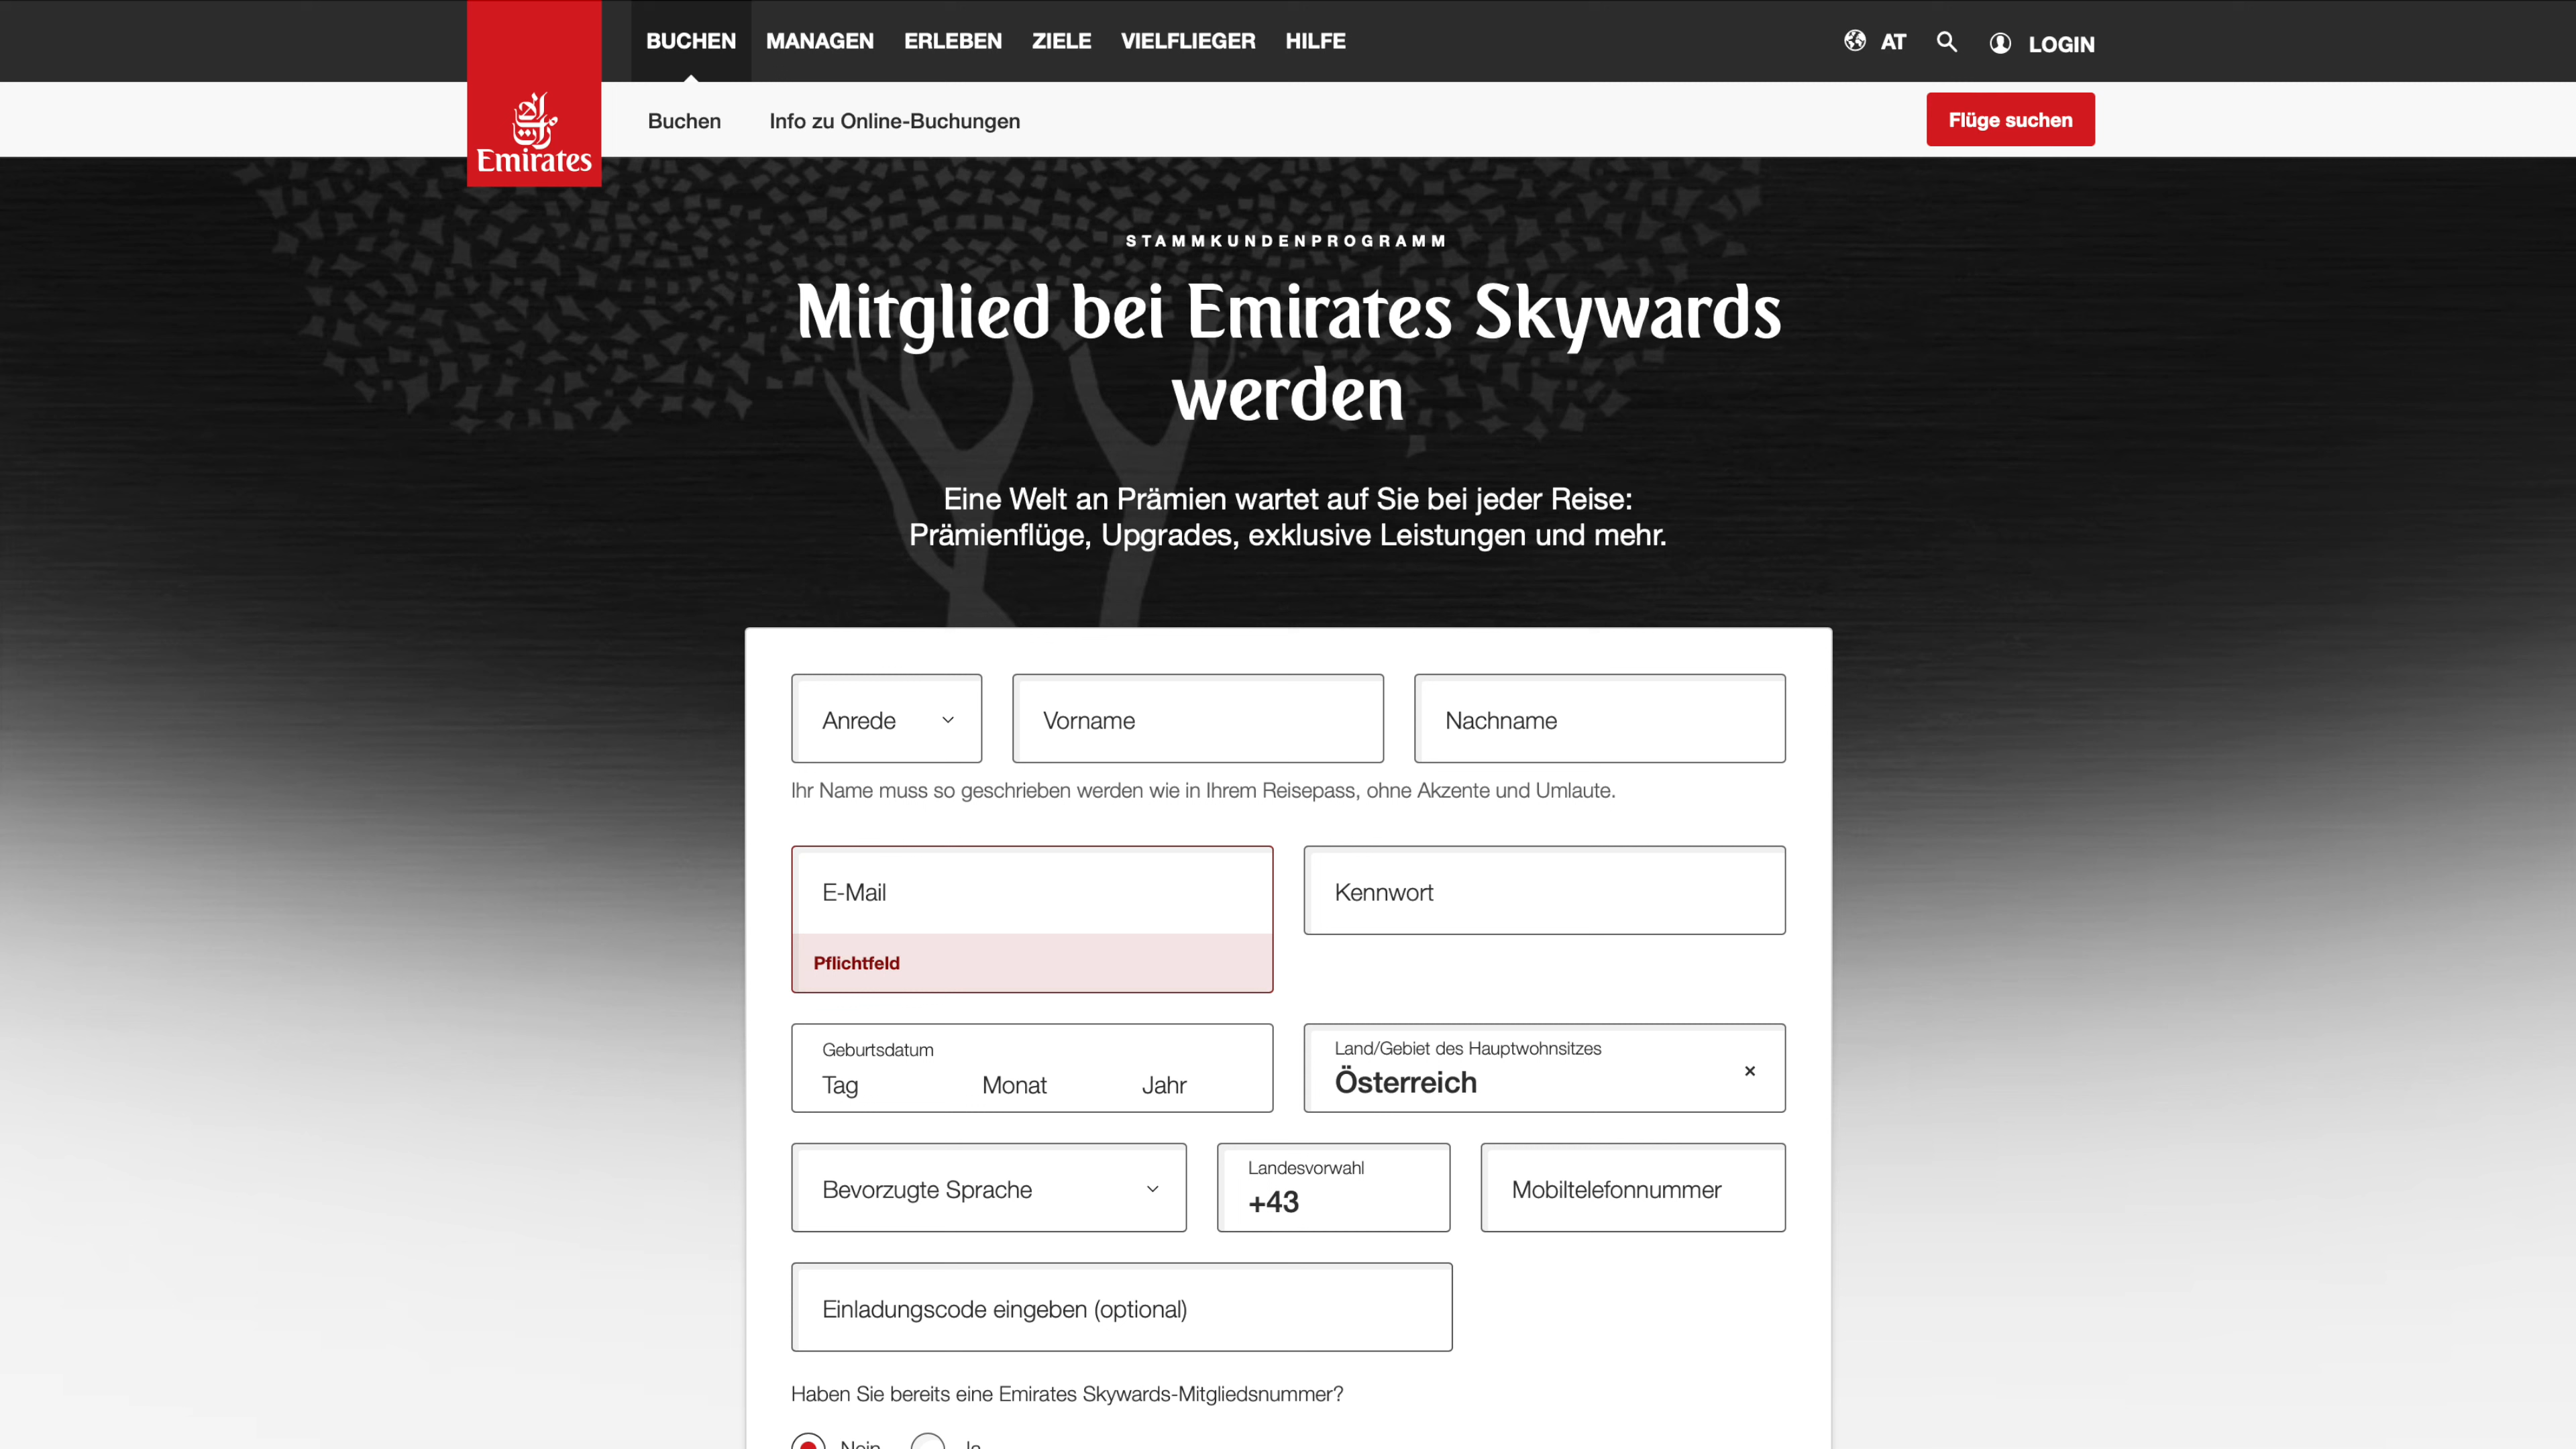 BUCHEN MANAGEN ERLEBEN ZIELE VIELFLIEGER HILFE AT LOGIN
Emirates
Buchen Info zu Online-Buchungen Flüge suchen
STAMMKUNDENPROGRAMM
Mitglied bei Emirates Skywards
werden
Eine Welt an Prämien wartet auf Sie bei jeder Reise:
Prämienflüge, Upgrades, exklusive Leistungen und mehr.
Anrede Vorname Nachname
Ihr Name muss so geschrieben werden wie in Ihrem Reisepass, ohne Akzente und Umlaute.
E-Mail Kennwort
Pflichtfeld
Geburtsdatum Land/Gebiet des Hauptwohnsitzes
Tag Monat Jahr Österreich
Bevorzugte Sprache Landesvorwahl +43 Mobiltelefonnummer
Einladungscode eingeben (optional)
Haben Sie bereits eine Emirates Skywards-Mitgliedsnummer?
Nein Ja